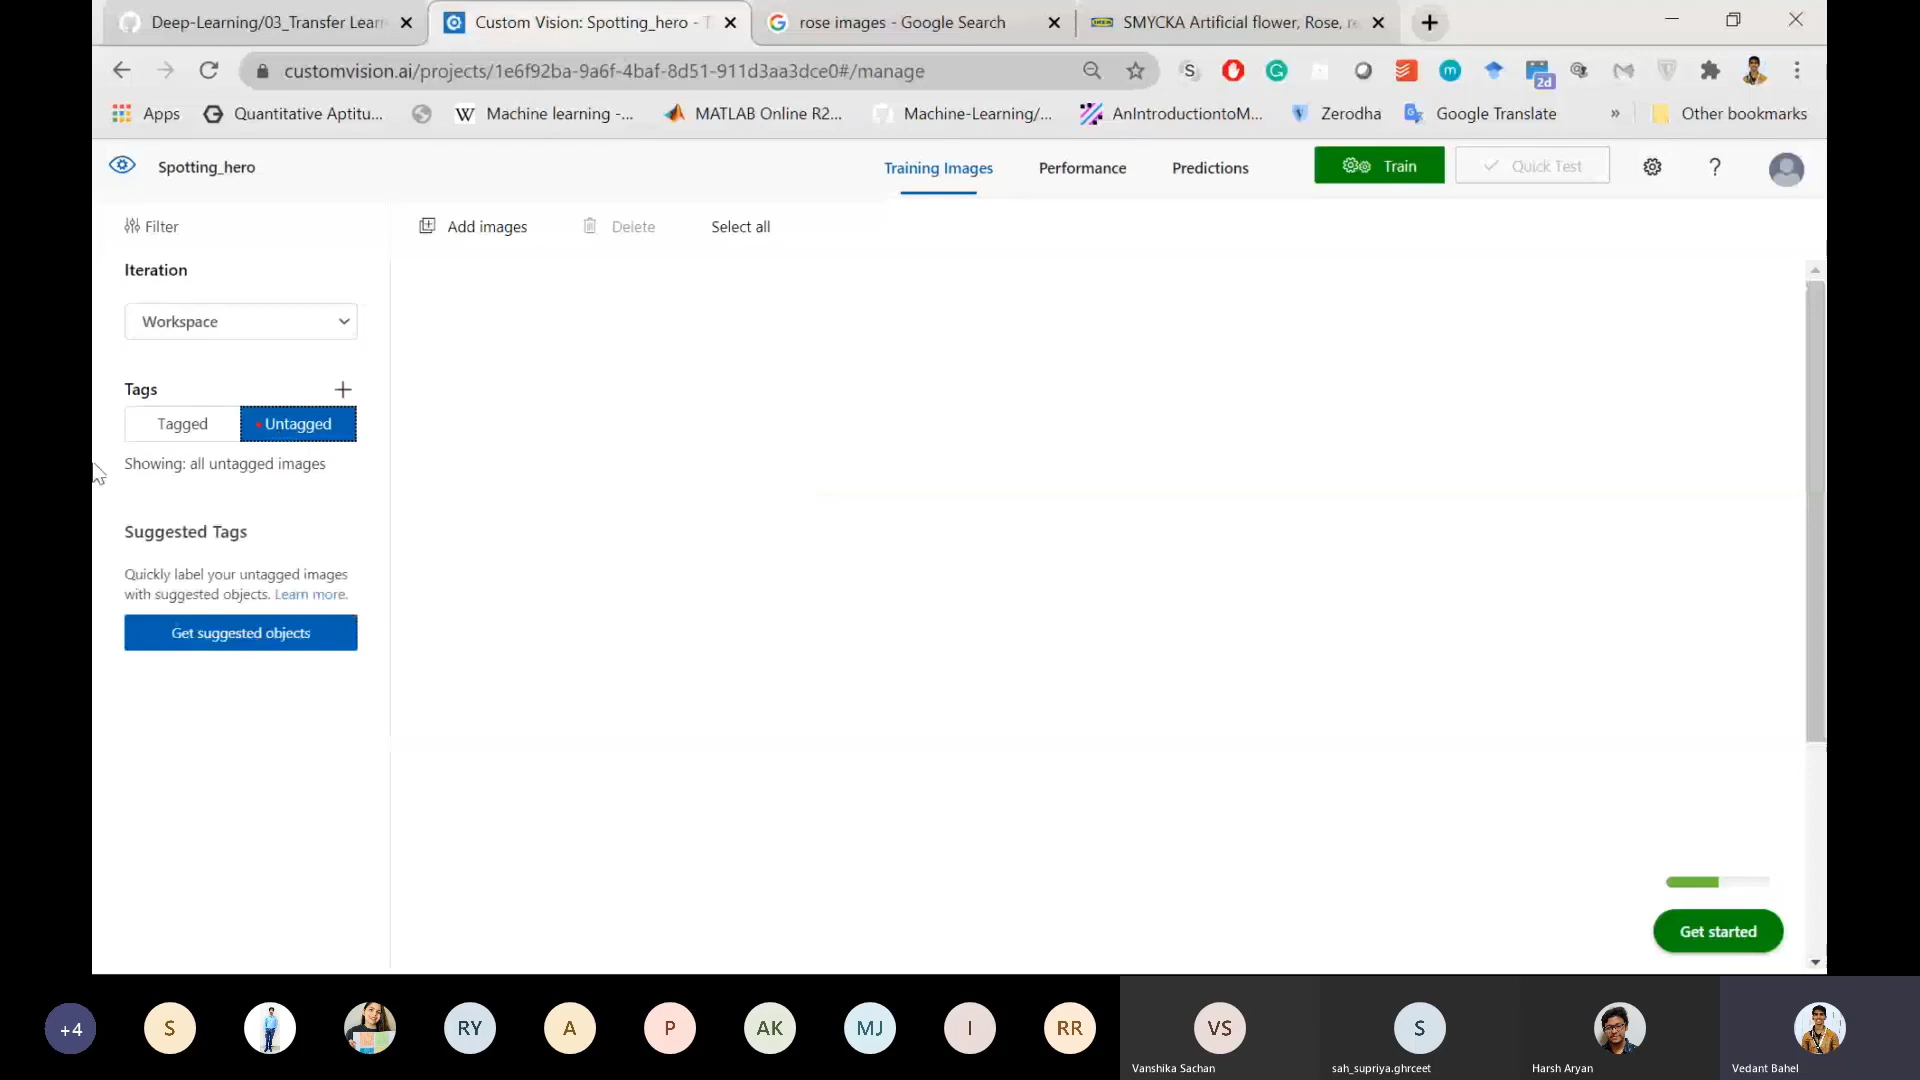 Deep-Learning/03_Transfer Lear
Custom Vision: Spotting_hero - T
rose images - Google Search
SMYCKA Artificial flower, Rose, re
customvision.ai/projects/1e6f92ba-9a6f-4baf-8d51-911d3aa3dce0#/manage
2d
Apps
Quantitative Aptitu...
Machine learning -...
MATLAB Online R2...
Machine-Learning/...
AnIntroductiontoM...
Zerodha
Google Translate
»
Other bookmarks
Spotting_hero
Training Images
Performance
Predictions
Train
Quick Test
?
Filter
Add images
Delete
Select all
Iteration
Workspace
Tags
Tagged
Untagged
Showing: all untagged images
Suggested Tags
Quickly label your untagged images
with suggested objects. Learn more.
Get suggested objects
Get started
+4
S
RY
A
P
AK
MJ
I
RR
VS
S
Vanshika Sachan
sah_supriya.ghrceet
Harsh Aryan
Vedant Bahel